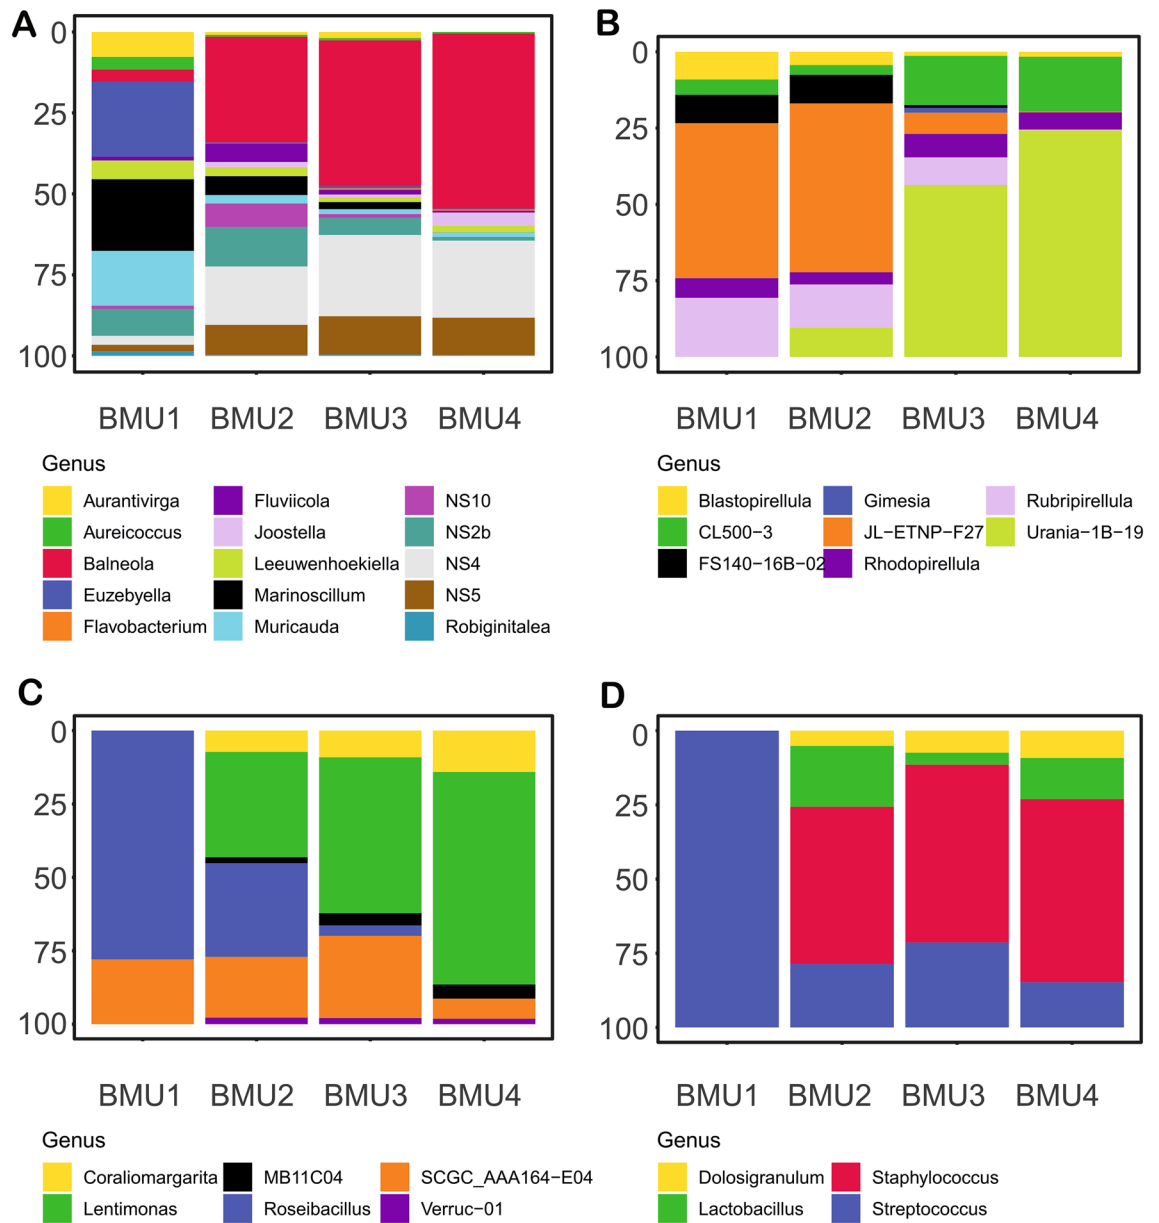 A
B
0
25
50
75
100
BMU1 BMU2 BMU3 BMU4
0
25
50
75
100
BMU1 BMU2 BMU3 BMU4
Genus
Aurantivirga Fluviicola NS10
Aureicoccus Joostella NS2b
Balneola Leeuwenhoekiella NS4
Euzebyella Marinoscillum NS5
Flavobacterium Muricauda Robiginitalea
Genus
Blastopirellula Gimesia Rubripirellula
CL500−3 JL−ETNP−F27 Urania−1B−19
FS140−16B−02 Rhodopirellula
C
D
0
25
50
75
100
BMU1 BMU2 BMU3 BMU4
0
25
50
75
100
BMU1 BMU2 BMU3 BMU4
Genus
Coraliomargarita MB11C04 SCGC_AAA164−E04
Lentimonas Roseibacillus Verruc−01
Genus
Dolosigranulum Staphylococcus
Lactobacillus Streptococcus